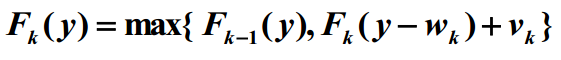 F_k(y) = max{ F_{k-1}(y), F_k(y - w_k) + v_k }